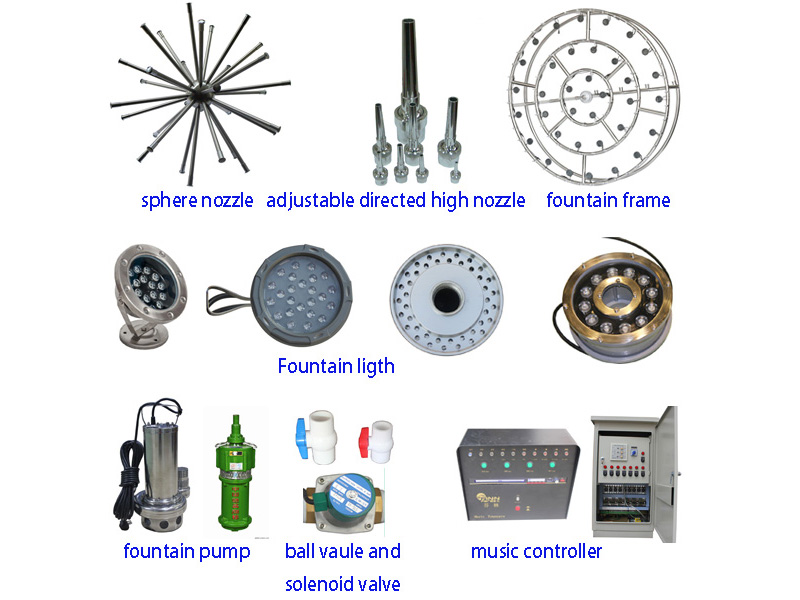 sphere nozzle adjustable directed high nozzle fountain frame
Fountain ligth
fountain pump ball vaule and music controller
solenoid valve